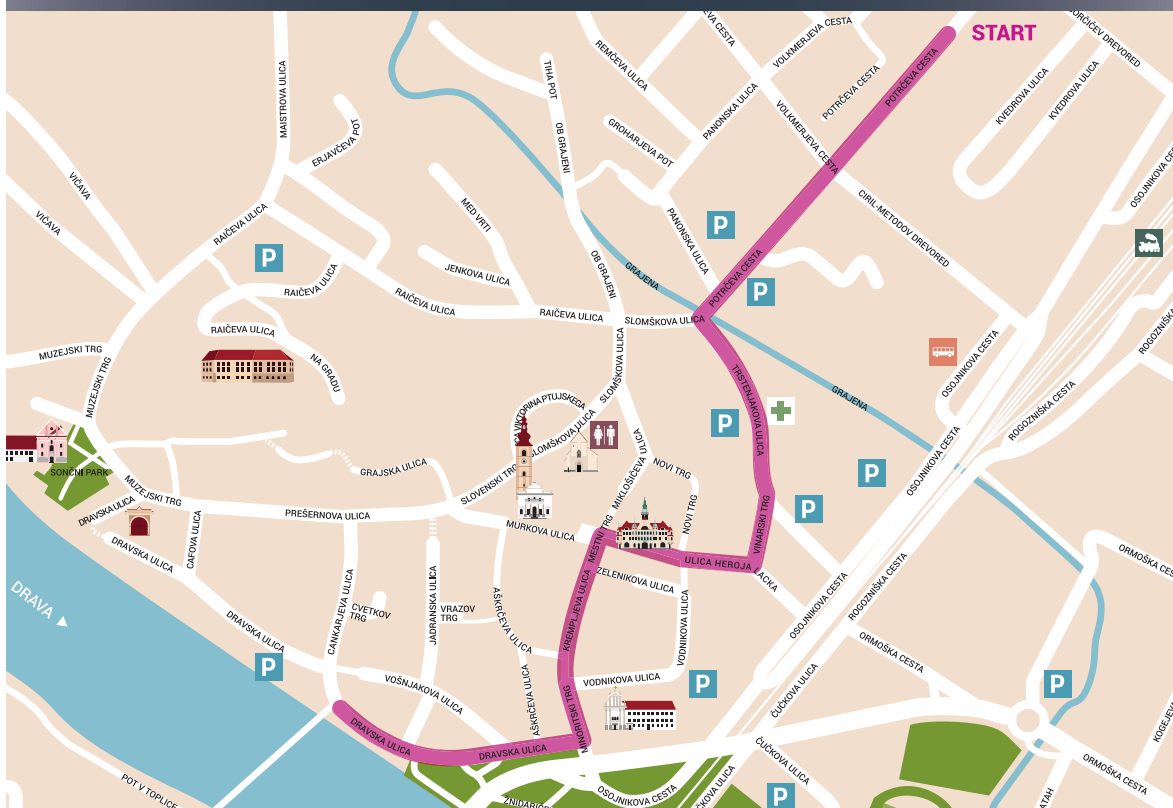 START
POTRČEVA CESTA
VOLKMERJEVA CESTA
REMČEVA ULICA
TIHA POT
MAISTROVA ULICA
POTRČEVA CESTA
PANONSKA ULICA
VOLKMERJEVA CESTA
KVEDROVA ULICA
KVEDROVA ULICA
ERJAVČEVA POT
OB GRAJENI
GROHARJEVA POT
VIČAVA
VIČAVA
RAIČEVA ULICA
MED VRTI
PANONSKA ULICA
CIRIL-METODOV DREVORED
P
P
JENKOVA ULICA
OB GRAJENI
GRAJENA
POTRČEVA CESTA
P
RAIČEVA ULICA
RAIČEVA ULICA
RAIČEVA ULICA
SLOMŠKOVA ULICA
RAIČEVA ULICA
MUZEJSKI TRG
NA GRADU
MUZEJSKI TRG
SLOMŠKOVA ULICA
TRSTENJAKOVA ULICA
GRAJENA
OSOJNIKOVA CESTA
ROGOZNIŠKA CESTA
P
SLOMŠKOVA ULICA
MIKLOŠIČEVA ULICA
NOVI TRG
SONČNI PARK
GRAJSKA ULICA
SLOVENSKI TRG
OSOJNIKOVA CESTA
P
MUZEJSKI TRG
DRAVSKA ULICA
PREŠERNOVA ULICA
MURKOVA ULICA
MESTNI TRG
NOVI TRG
VINARSKI TRG
P
CAFOVA ULICA
DRAVSKA ULICA
ULICA HEROJA LACKA
ZELENIKOVA ULICA
DRAVA
CANKARJEVA ULICA
CVETKOV
TRG
JADRANSKA ULICA
VRAZOV
TRG
AŠKRČEVA ULICA
KREMPLJEVA ULICA
VODNIKOVA ULICA
OSOJNIKOVA CESTA
ROGOZNIŠKA CESTA
ORMOŠKA CESTA
DRAVSKA ULICA
P
VOŠNJAKOVA ULICA
AŠKRČEVA ULICA
MINORITSKI TRG
VODNIKOVA ULICA
P
ČUČKOVA ULICA
P
DRAVSKA ULICA
DRAVSKA ULICA
ČUČKOVA ULICA
ORMOŠKA CESTA
POT V TOPLICE
OSOJNIKOVA CESTA
P